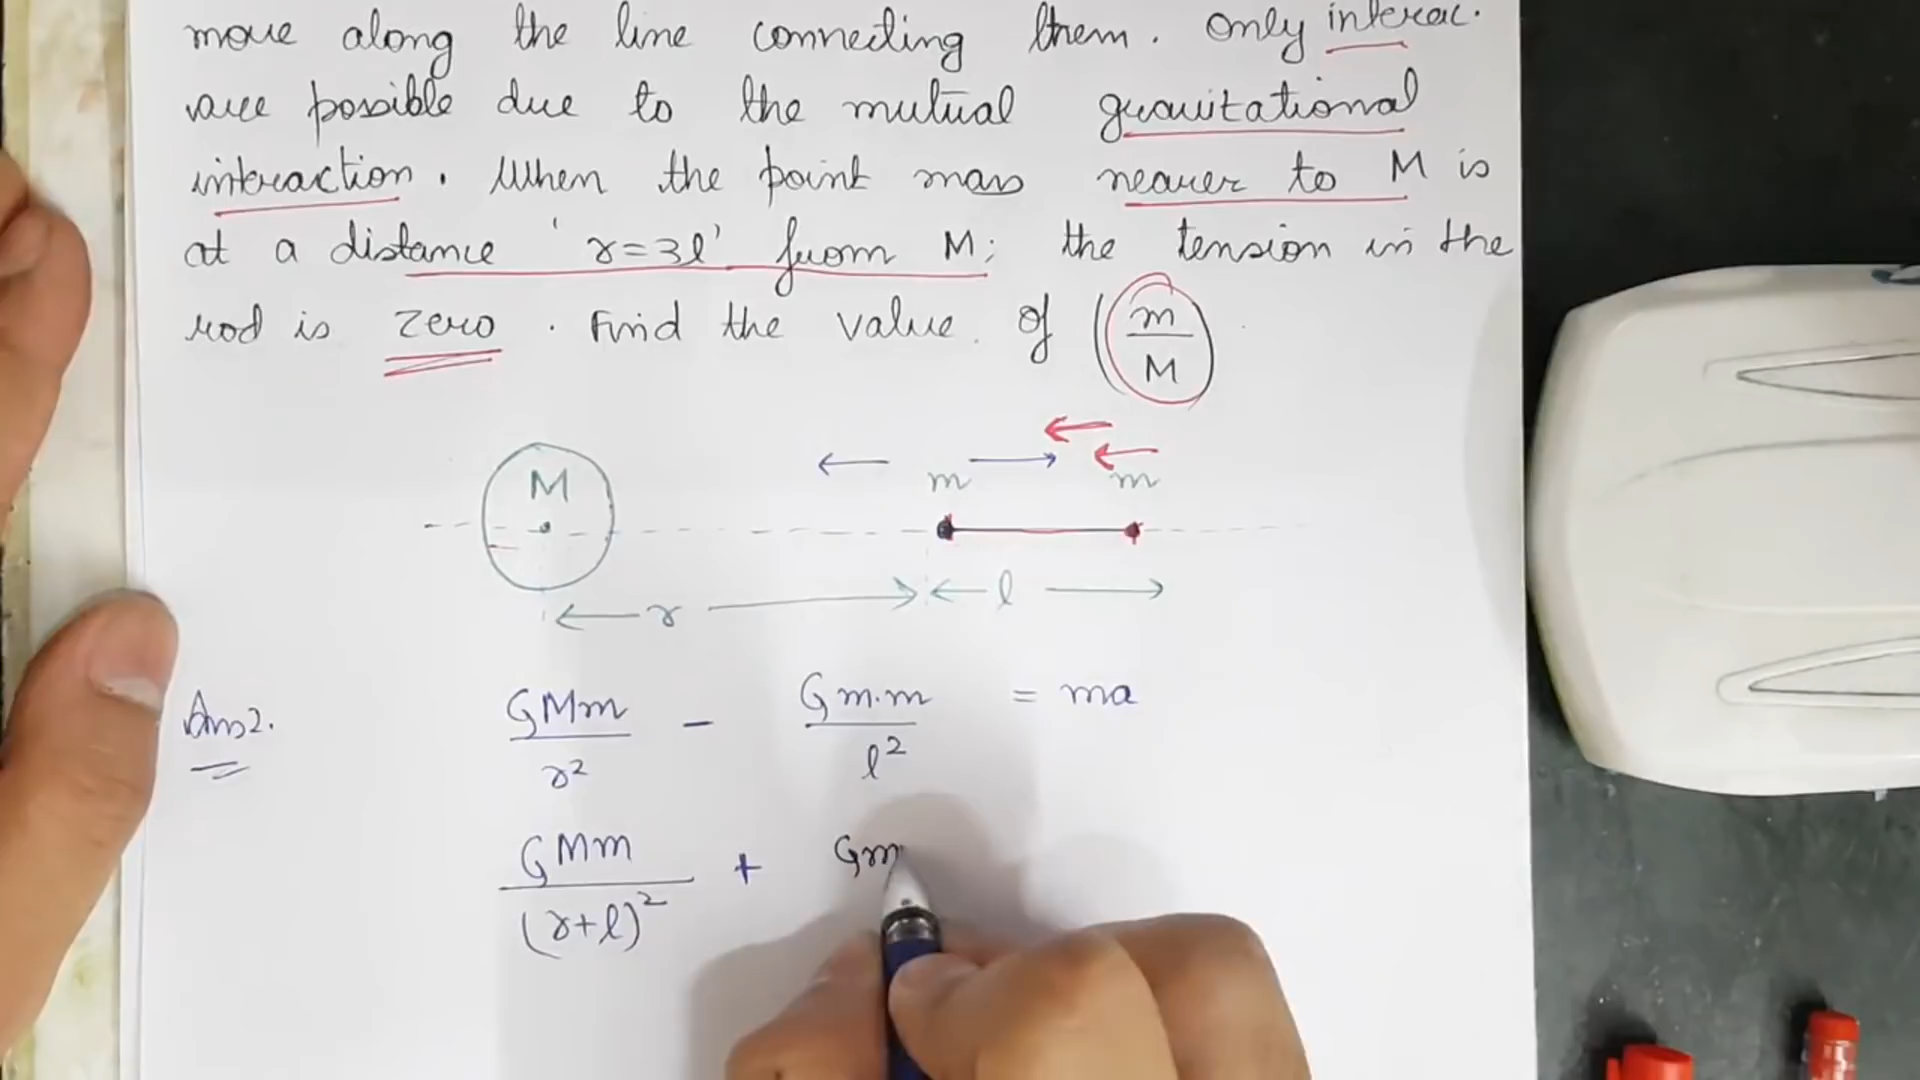 move along the line connecting them. Only interac.
are possible due to the mutual gravitational
interaction. When the point mass nearer to M is
at a distance 'r=3l' from M; the tension in the
rod is zero. Find the value of (m/M)
M m m
r l
Ans2. GMm/r² - Gm.m/l² = ma
GMm/(r+l)² + Gm